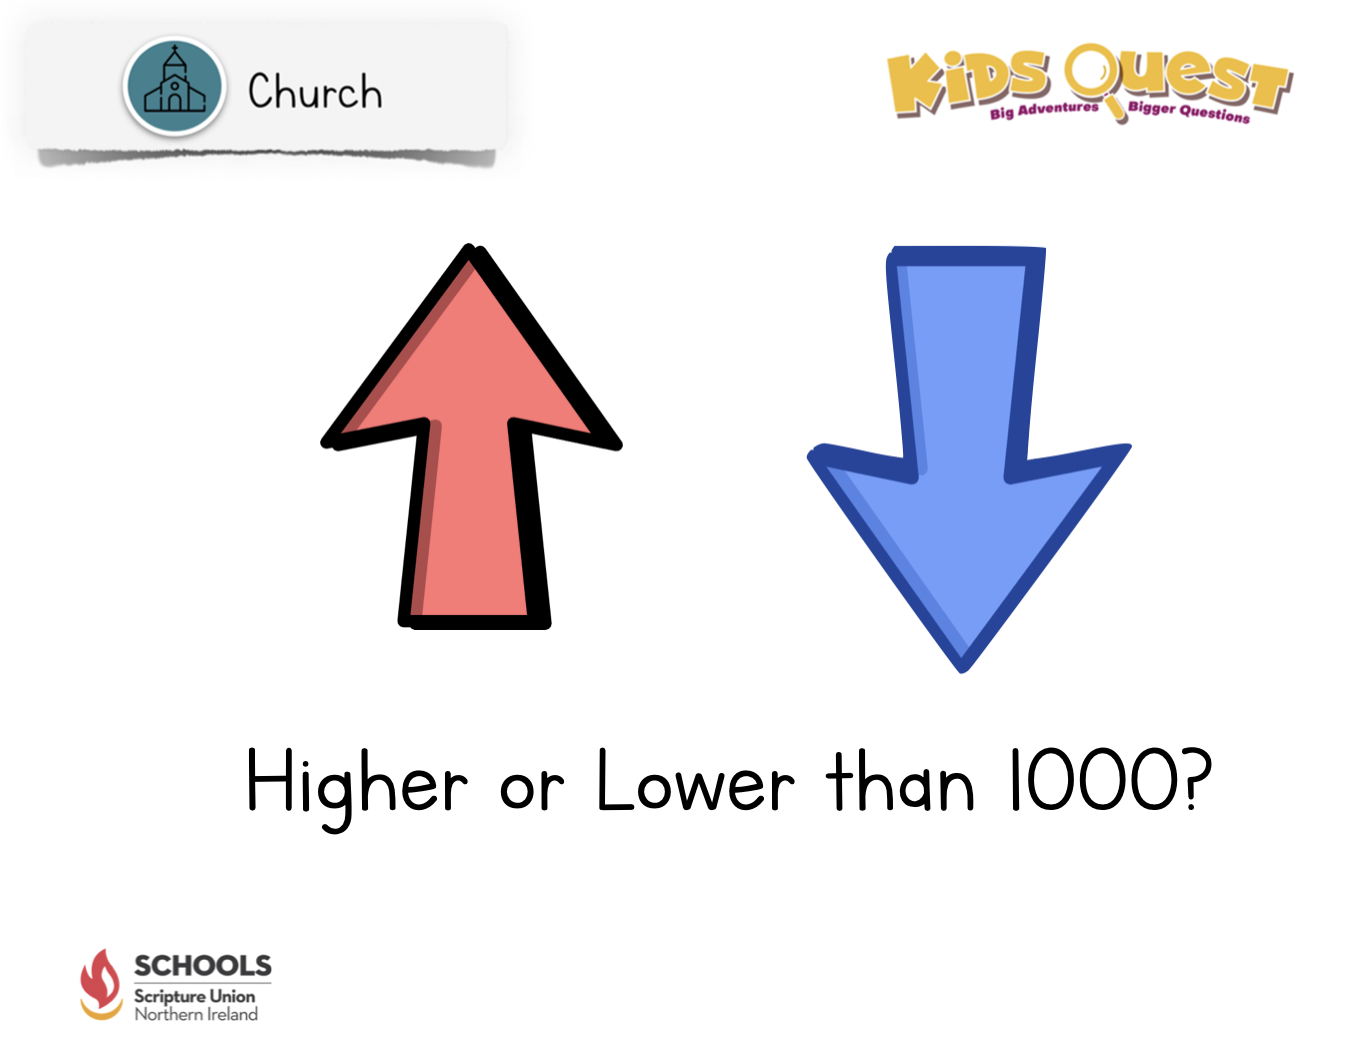 Church
KiDS QUEST
Big Adventures Bigger Questions
Higher or Lower than 1000?
SCHOOLS
Scripture Union
Northern Ireland